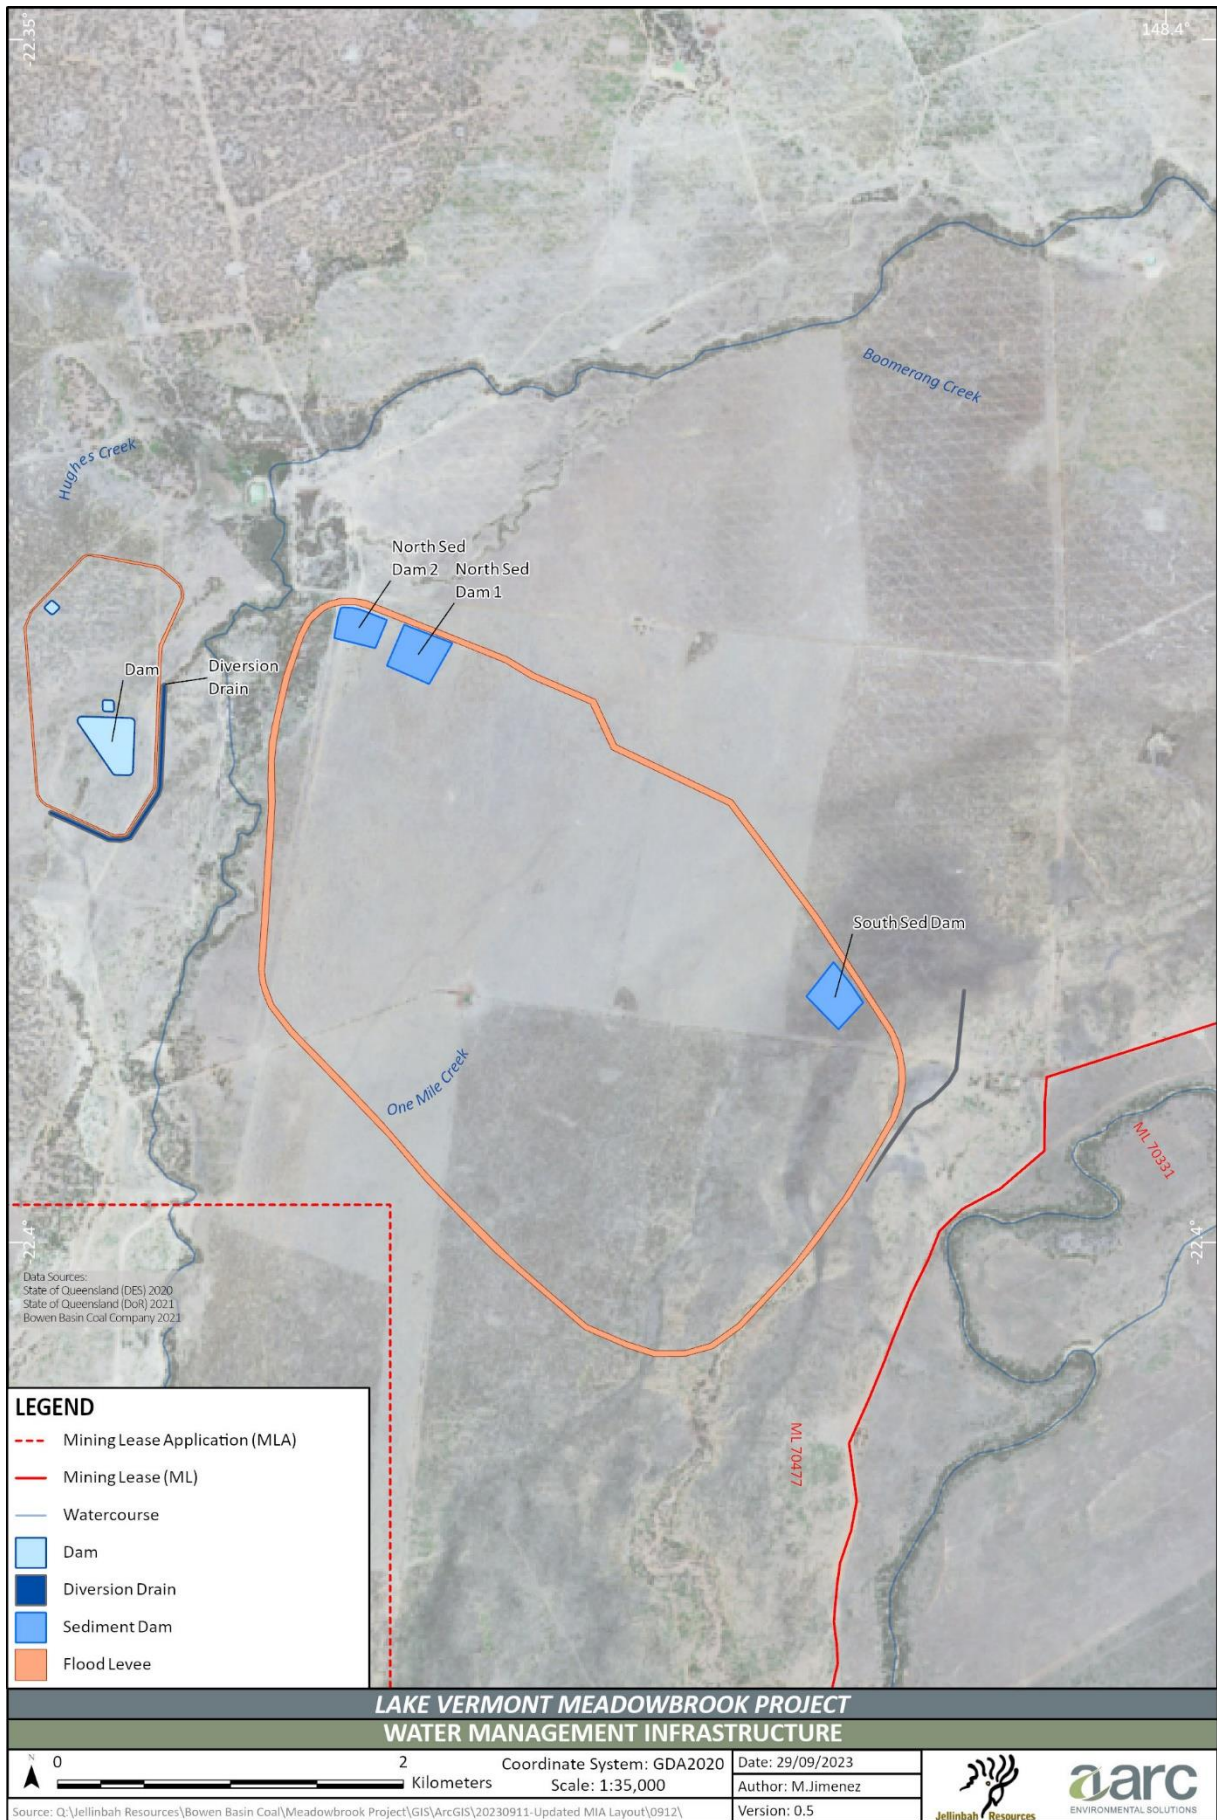 -22.35°
148.4°
Boomerang Creek
Hughes Creek
North Sed
Dam 2
North Sed
Dam 1
Dam
Diversion
Drain
South Sed Dam
One Mile Creek
ML 70331
-22.4°
-22.4°
Data Sources:
State of Queensland (DES) 2020
State of Queensland (DoR) 2021
Bowen Basin Coal Company 2021
ML 70477
LEGEND
Mining Lease Application (MLA)
Mining Lease (ML)
Watercourse
Dam
Diversion Drain
Sediment Dam
Flood Levee
LAKE VERMONT MEADOWBROOK PROJECT
WATER MANAGEMENT INFRASTRUCTURE
N
0 2
Kilometers
Coordinate System: GDA2020
Scale: 1:35,000
Date: 29/09/2023
Author: M.Jimenez
Version: 0.5
Source: Q:\Jellinbah Resources\Bowen Basin Coal\Meadowbrook Project\GIS\ArcGIS\20230911-Updated MIA Layout\0912\
Jellinbah Resources
aarc
ENVIRONMENTAL SOLUTIONS